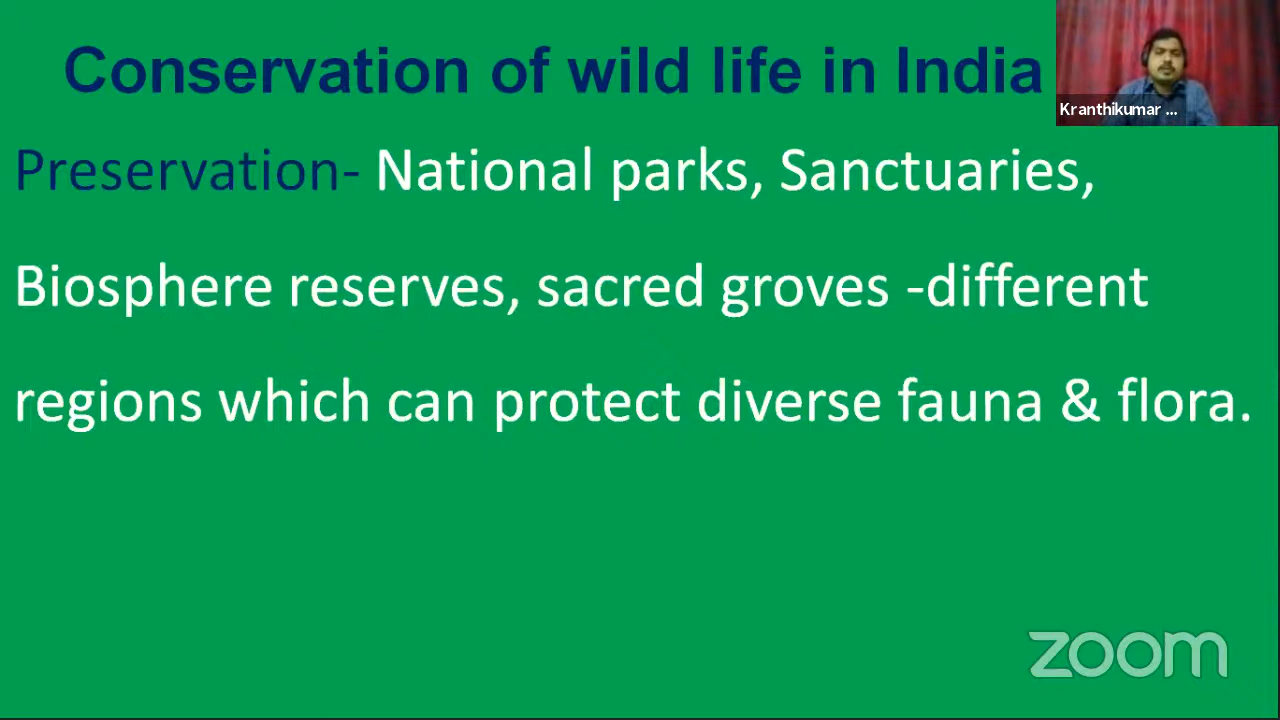 Conservation of wild life in India
Kranthikumar ...
Preservation- National parks, Sanctuaries,
Biosphere reserves, sacred groves -different
regions which can protect diverse fauna & flora.
zoom